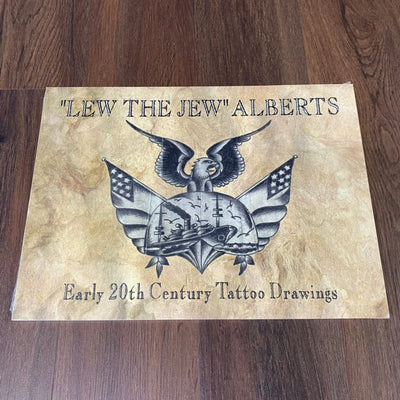 "LEW THE JEW" ALBERTS
Early 20th Century Tattoo Drawings